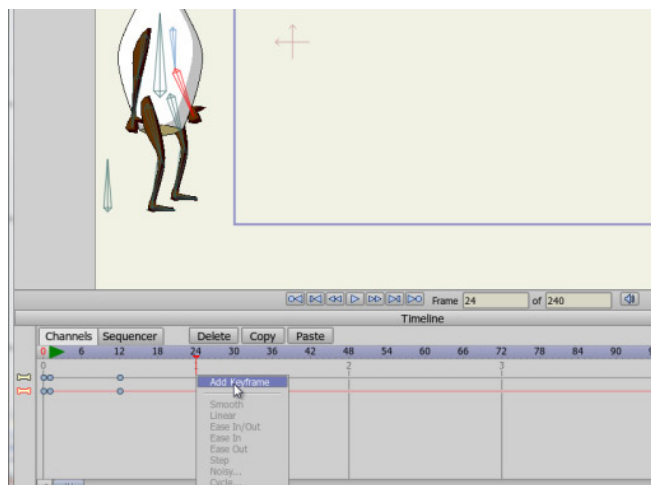 Frame 24 of 240
Timeline
Channels Sequencer Delete Copy Paste
0 6 12 18 24 30 36 42 48 54 60 66 72 78 84 90
0 1 2 3
Add Keyframe
Smooth
Linear
Ease In/Out
Ease In
Ease Out
Step
Noisy...
Cycle...